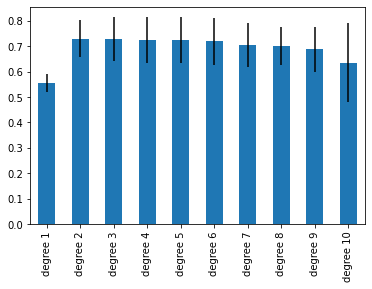 0.8
0.7
0.6
0.5
0.4
0.3
0.2
0.1
0.0
degree 1
degree 2
degree 3
degree 4
degree 5
degree 6
degree 7
degree 8
degree 9
degree 10